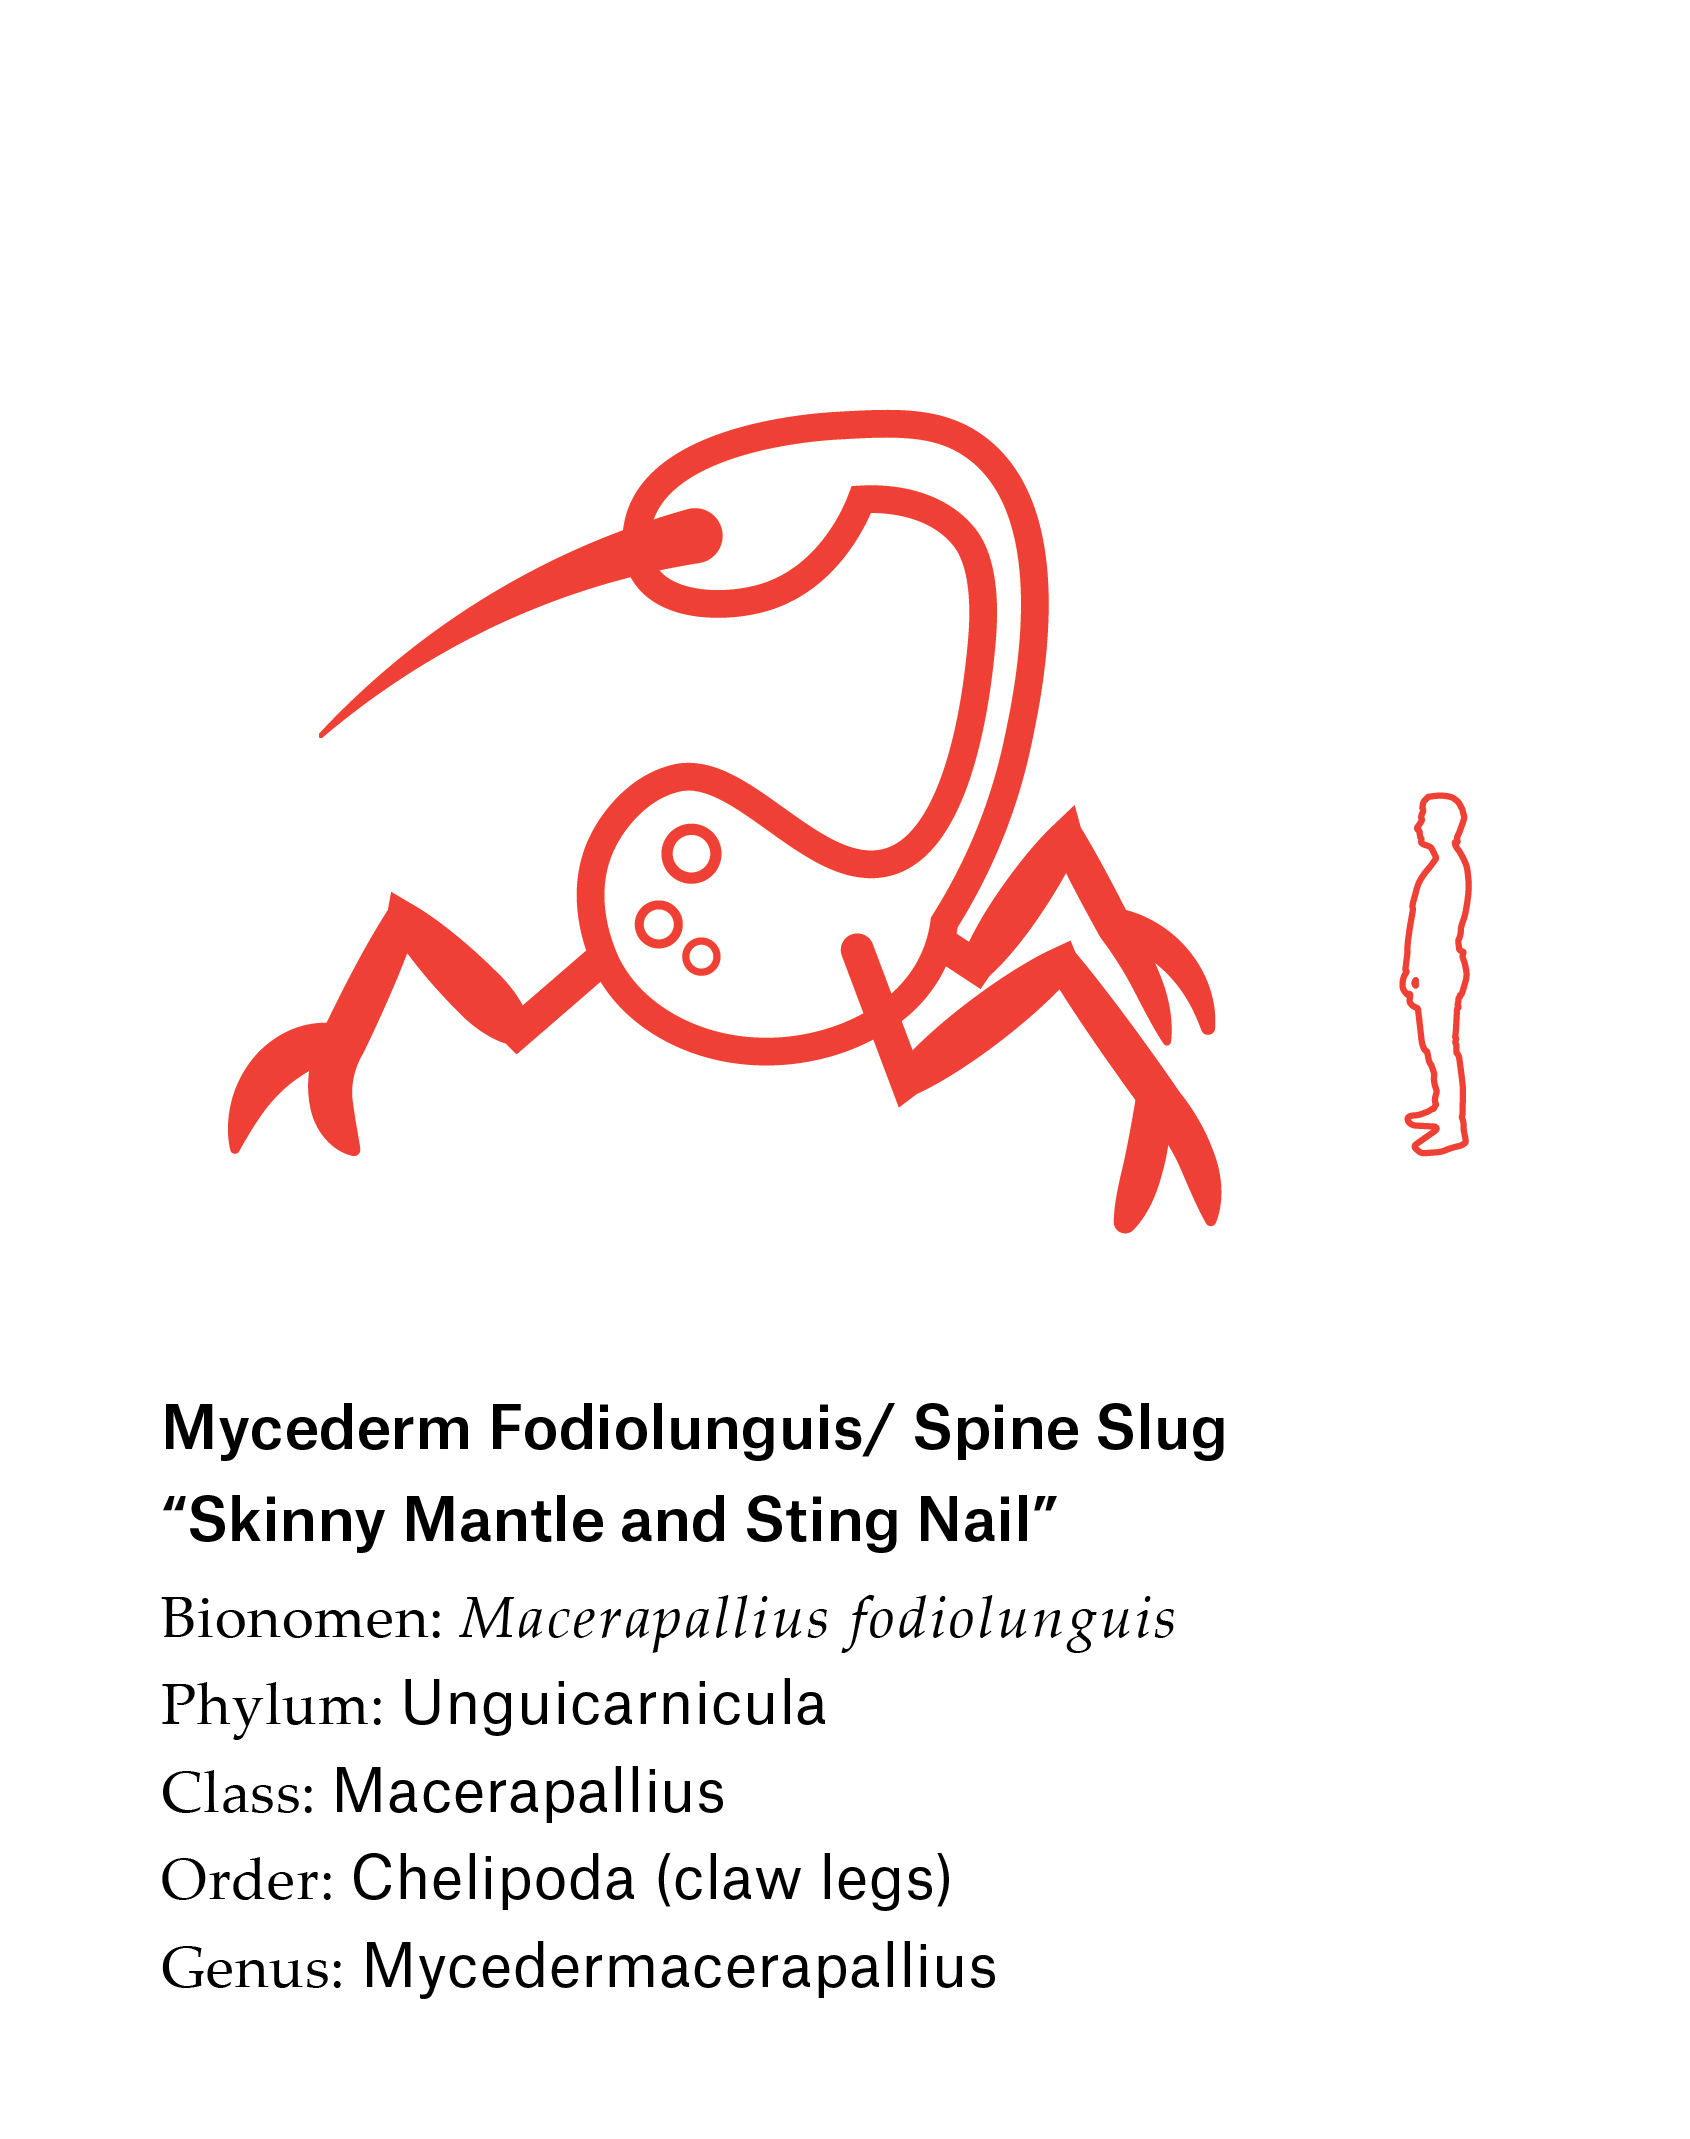 Mycederm Fodiolunguis/ Spine Slug
“Skinny Mantle and Sting Nail”
Bionomen: Macerapallius fodiolunguis
Phylum: Unguicarnicula
Class: Macerapallius
Order: Chelipoda (claw legs)
Genus: Mycedermacerapallius